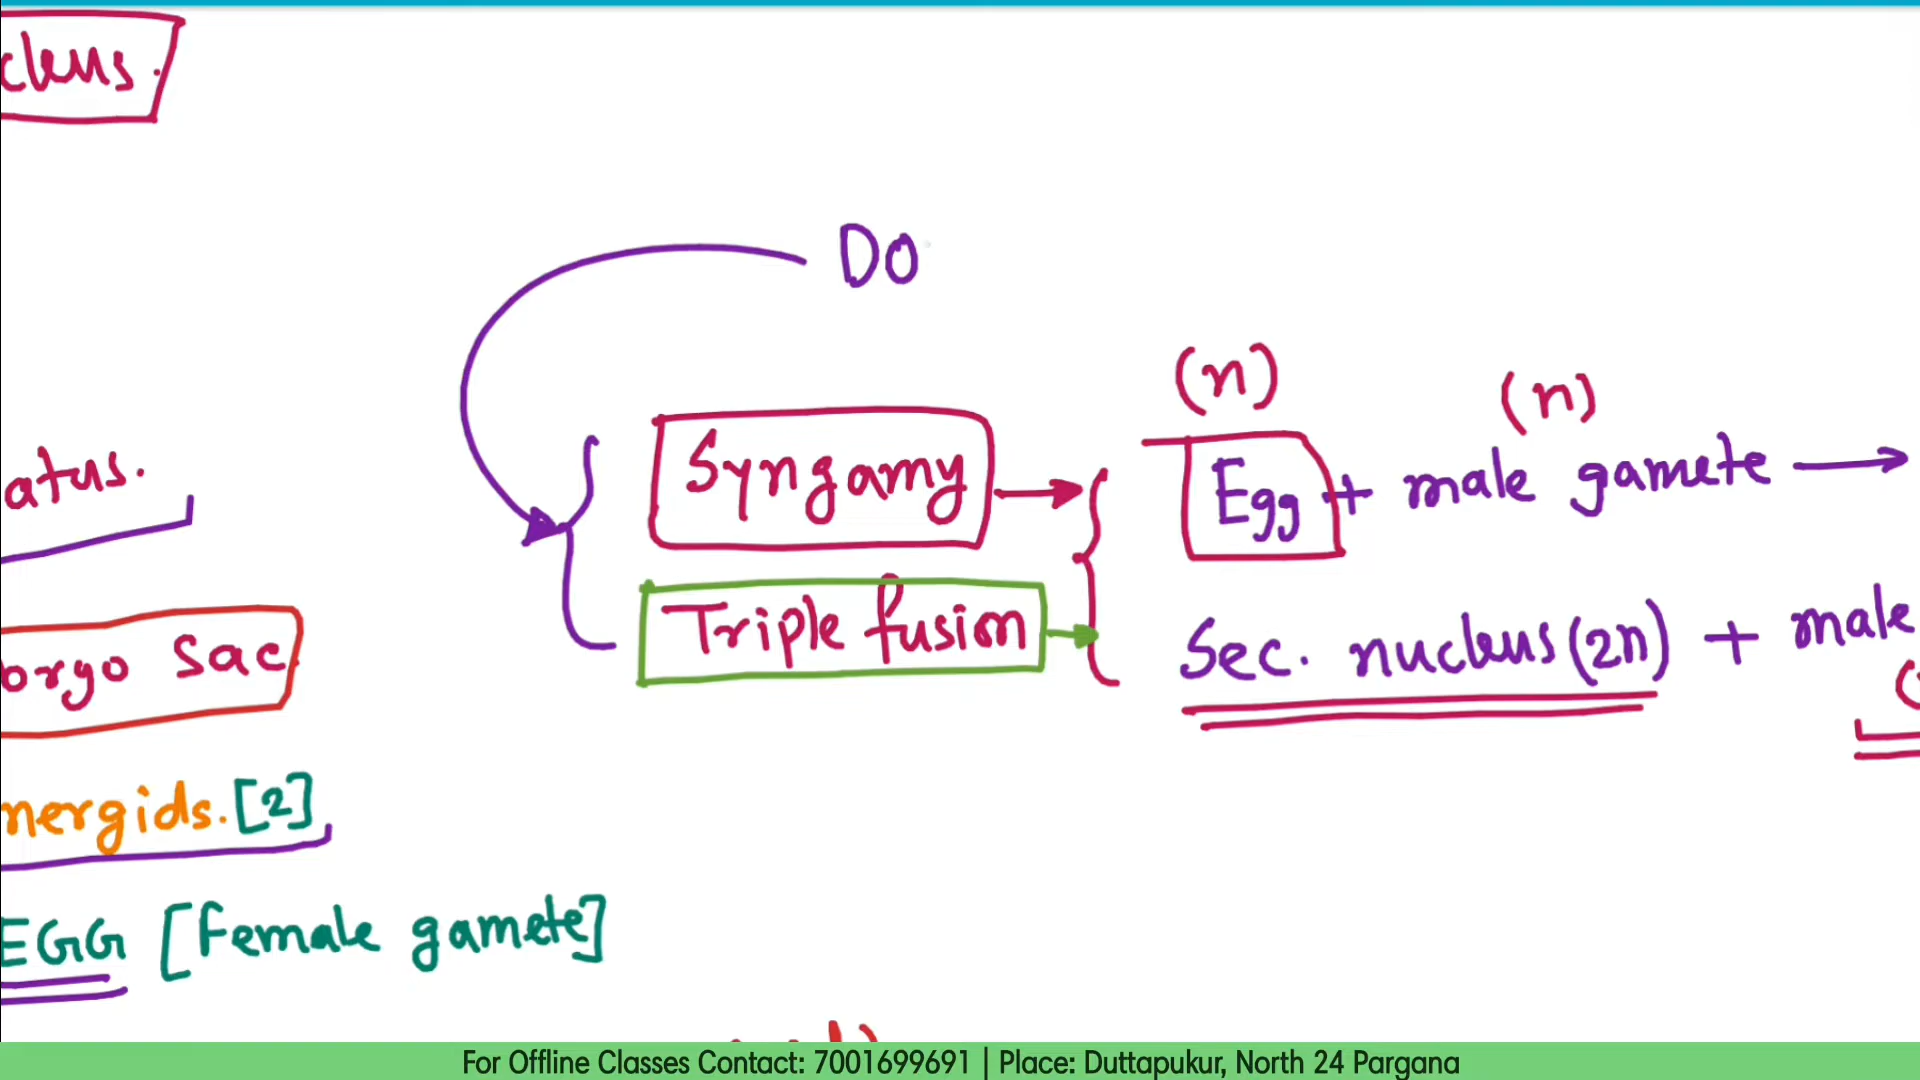 cleus.
DO
(n) (n)
Syngamy Egg + male gamete
atus.
Triple fusion Sec. nucleus (2n) + male
bryo Sac
nergids. [2]
EGG [Female gamete]
For Offline Classes Contact: 7001699691 | Place: Duttapukur, North 24 Pargana